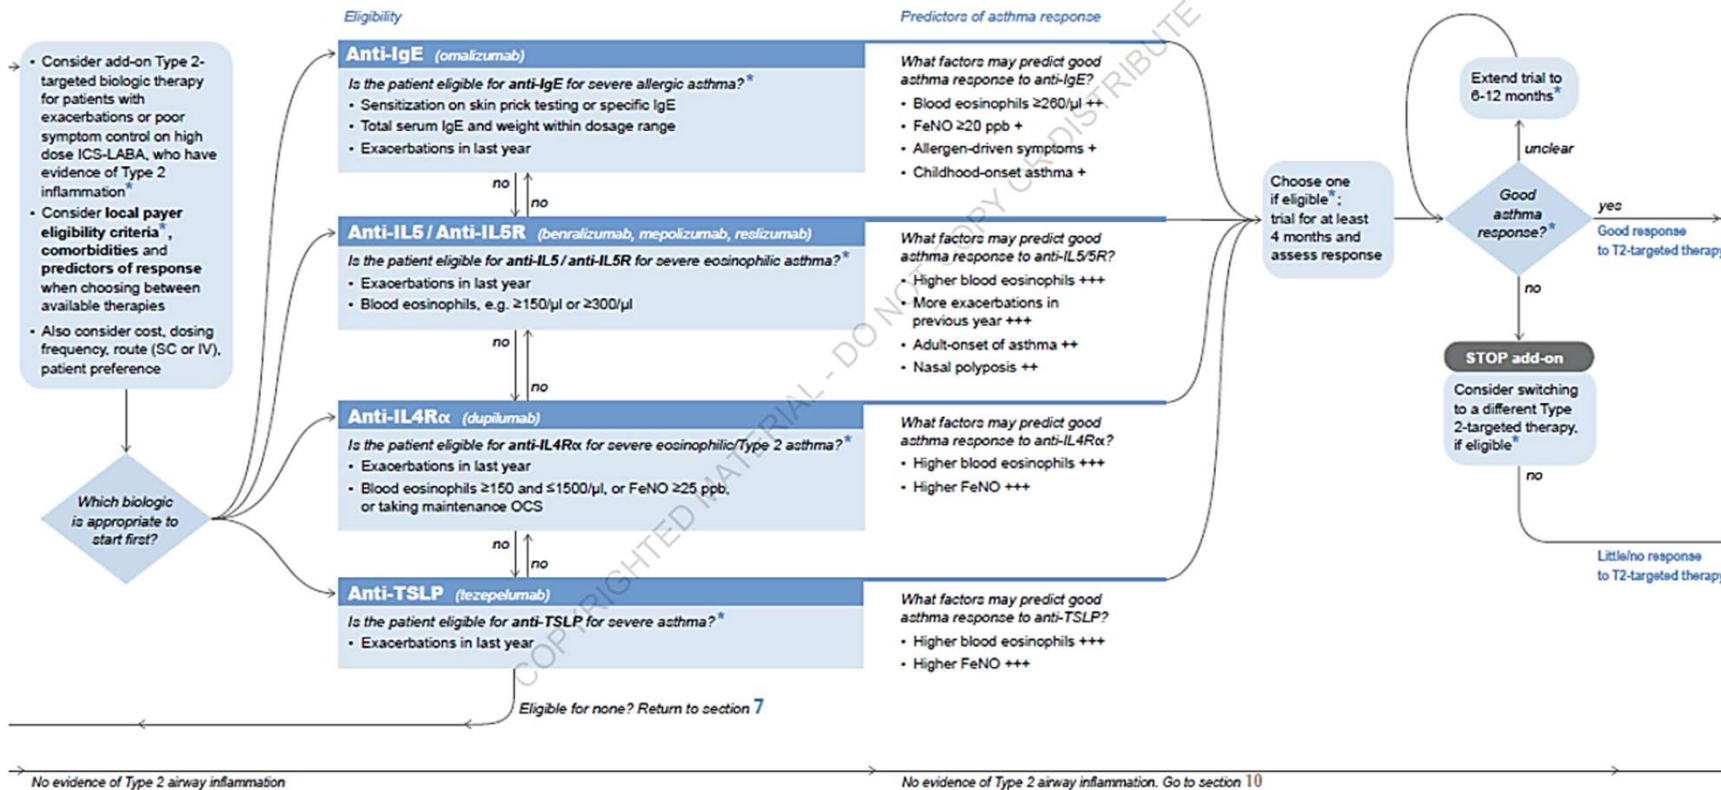 Eligibility
Predictors of asthma response
• Consider add-on Type 2-
targeted biologic therapy
for patients with
exacerbations or poor
symptom control on high
dose ICS-LABA, who have
evidence of Type 2
inflammation*
• Consider local payer
eligibility criteria*,
comorbidities and
predictors of response
when choosing between
available therapies
• Also consider cost, dosing
frequency, route (SC or IV),
patient preference
Which biologic
is appropriate to
start first?
Anti-IgE (omalizumab)
Is the patient eligible for anti-IgE for severe allergic asthma?*
• Sensitization on skin prick testing or specific IgE
• Total serum IgE and weight within dosage range
• Exacerbations in last year
What factors may predict good
asthma response to anti-IgE?
• Blood eosinophils ≥260/µl ++
• FeNO ≥20 ppb +
• Allergen-driven symptoms +
• Childhood-onset asthma +
no
no
Anti-IL5 / Anti-IL5R (benralizumab, mepolizumab, reslizumab)
Is the patient eligible for anti-IL5 / anti-IL5R for severe eosinophilic asthma?*
• Exacerbations in last year
• Blood eosinophils, e.g. ≥150/µl or ≥300/µl
What factors may predict good
asthma response to anti-IL5/5R?
• Higher blood eosinophils +++
• More exacerbations in
previous year +++
• Adult-onset of asthma ++
• Nasal polyposis ++
no
no
Anti-IL4Rα (dupilumab)
Is the patient eligible for anti-IL4Rα for severe eosinophilic/Type 2 asthma?*
• Exacerbations in last year
• Blood eosinophils ≥150 and ≤1500/µl, or FeNO ≥25 ppb,
or taking maintenance OCS
What factors may predict good
asthma response to anti-IL4Rα?
• Higher blood eosinophils +++
• Higher FeNO +++
no
no
Anti-TSLP (tezepelumab)
Is the patient eligible for anti-TSLP for severe asthma?*
• Exacerbations in last year
What factors may predict good
asthma response to anti-TSLP?
• Higher blood eosinophils +++
• Higher FeNO +++
Eligible for none? Return to section 7
Choose one
if eligible*;
trial for at least
4 months and
assess response
Extend trial to
6-12 months*
unclear
Good
asthma
response?*
yes
Good response
to T2-targeted therapy
no
STOP add-on
Consider switching
to a different Type
2-targeted therapy,
if eligible*
no
Little/no response
to T2-targeted therapy
No evidence of Type 2 airway inflammation
No evidence of Type 2 airway inflammation. Go to section 10
COPYRIGHTED MATERIAL - DO NOT COPY OR DISTRIBUTE